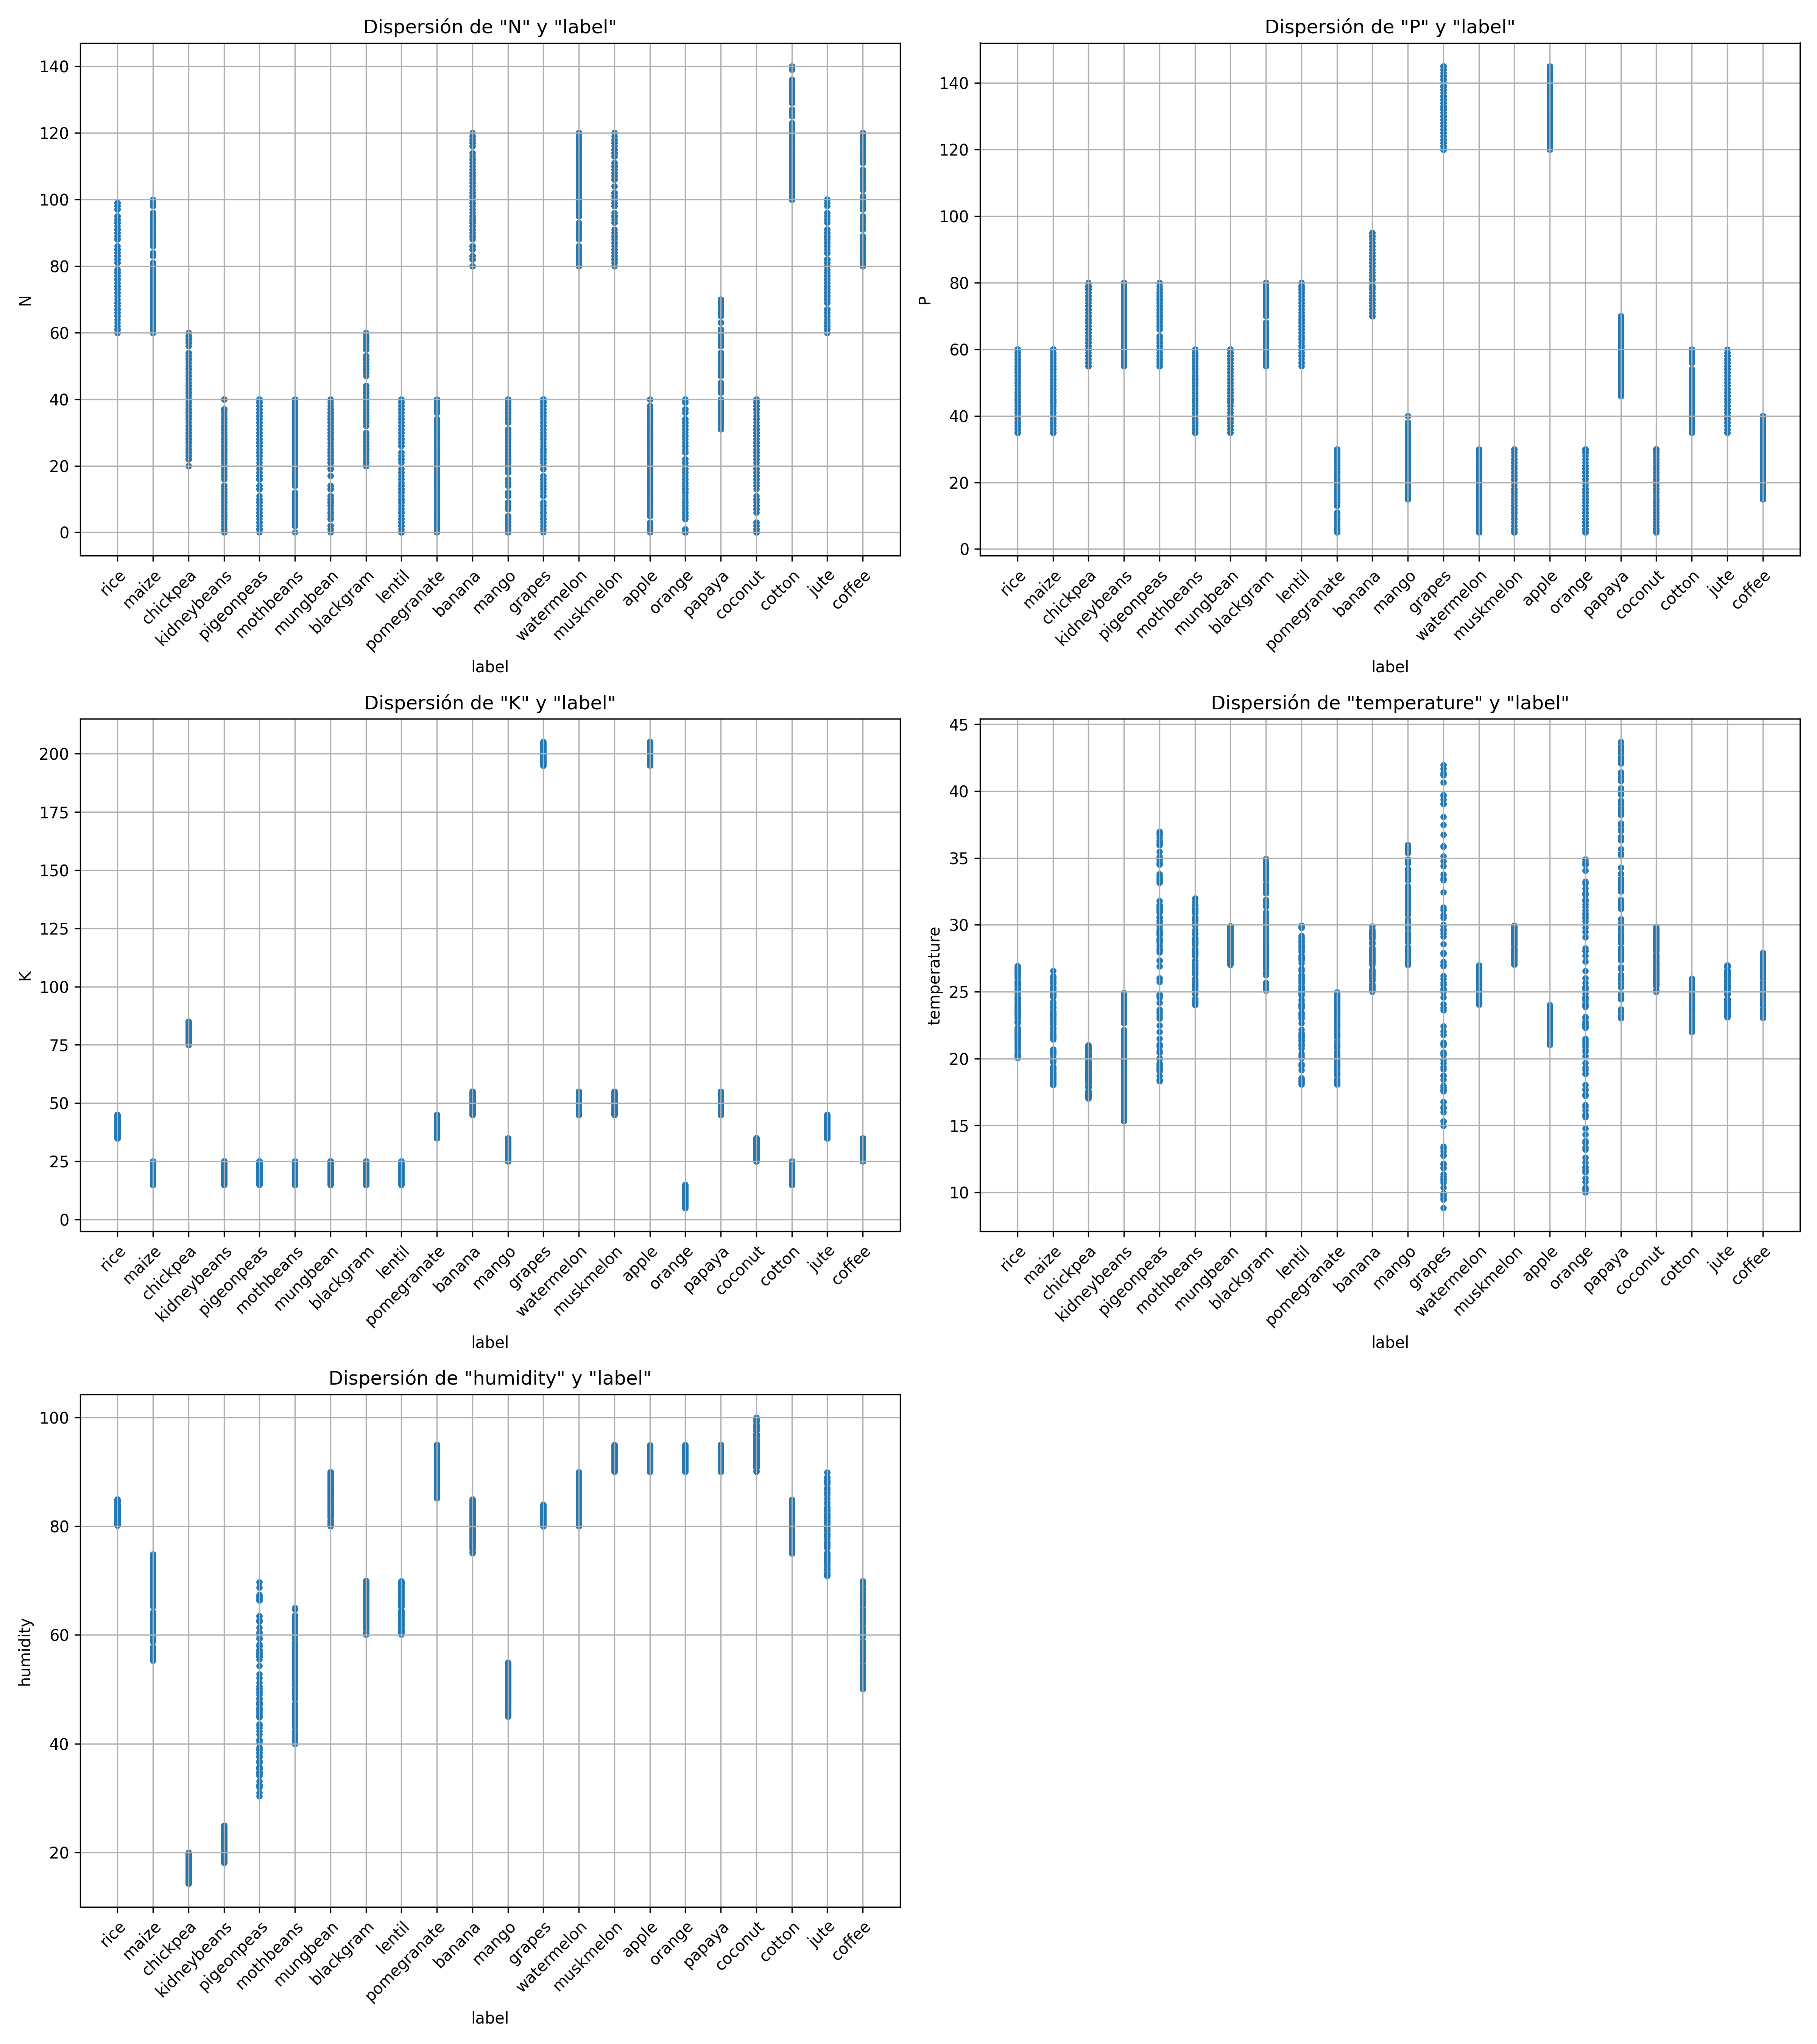 Dispersión de "N" y "label"
N
140
120
100
80
60
40
20
0
rice maize chickpea kidneybeans pigeonpeas mothbeans mungbean blackgram lentil pomegranate banana mango grapes watermelon muskmelon apple orange papaya coconut cotton jute coffee
label
Dispersión de "P" y "label"
P
140
120
100
80
60
40
20
0
rice maize chickpea kidneybeans pigeonpeas mothbeans mungbean blackgram lentil pomegranate banana mango grapes watermelon muskmelon apple orange papaya coconut cotton jute coffee
label
Dispersión de "K" y "label"
K
200
175
150
125
100
75
50
25
0
rice maize chickpea kidneybeans pigeonpeas mothbeans mungbean blackgram lentil pomegranate banana mango grapes watermelon muskmelon apple orange papaya coconut cotton jute coffee
label
Dispersión de "temperature" y "label"
temperature
45
40
35
30
25
20
15
10
rice maize chickpea kidneybeans pigeonpeas mothbeans mungbean blackgram lentil pomegranate banana mango grapes watermelon muskmelon apple orange papaya coconut cotton jute coffee
label
Dispersión de "humidity" y "label"
humidity
100
80
60
40
20
rice maize chickpea kidneybeans pigeonpeas mothbeans mungbean blackgram lentil pomegranate banana mango grapes watermelon muskmelon apple orange papaya coconut cotton jute coffee
label